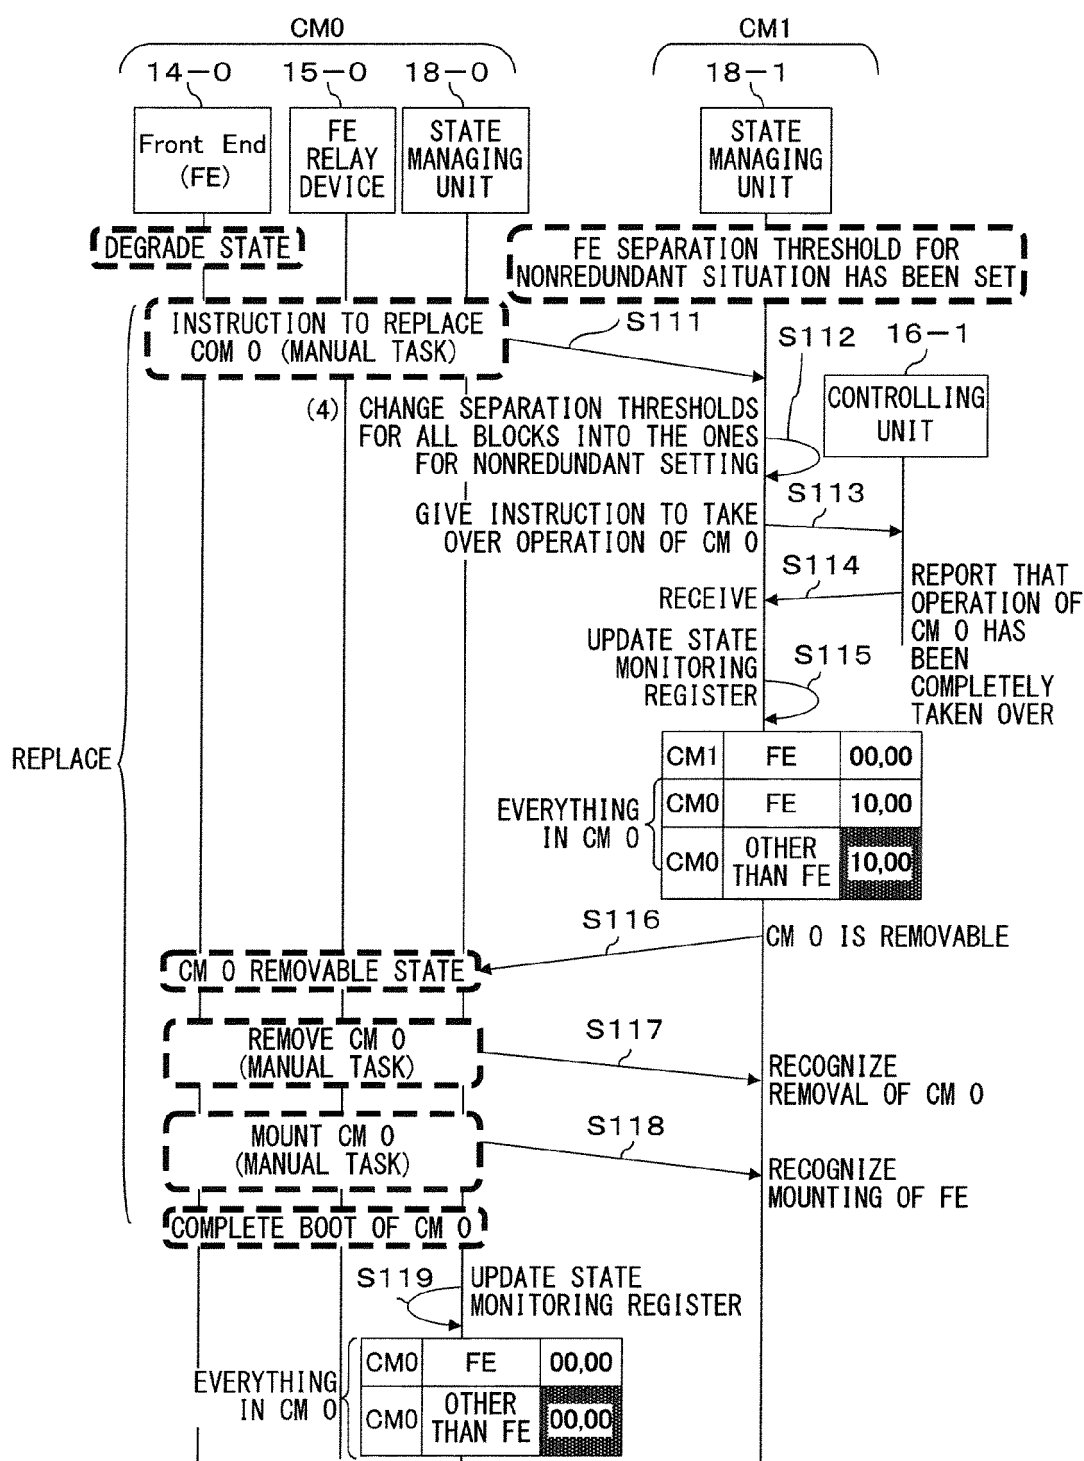 CM0
CM1
14-0
15-0
18-0
18-1
Front End
(FE)
FE
RELAY
DEVICE
STATE
MANAGING
UNIT
STATE
MANAGING
UNIT
DEGRADE STATE
FE SEPARATION THRESHOLD FOR
NONREDUNDANT SITUATION HAS BEEN SET
INSTRUCTION TO REPLACE
COM 0 (MANUAL TASK)
S111
S112
16-1
CONTROLLING
UNIT
(4) CHANGE SEPARATION THRESHOLDS
FOR ALL BLOCKS INTO THE ONES
FOR NONREDUNDANT SETTING
S113
GIVE INSTRUCTION TO TAKE
OVER OPERATION OF CM 0
S114
RECEIVE
REPORT THAT
OPERATION OF
CM 0 HAS
BEEN
COMPLETELY
TAKEN OVER
UPDATE STATE
MONITORING
REGISTER
S115
REPLACE
CM1 FE 00,00
EVERYTHING
IN CM 0
CM0 FE 10,00
CM0 OTHER
THAN FE 10,00
S116
CM 0 IS REMOVABLE
CM 0 REMOVABLE STATE
REMOVE CM 0
(MANUAL TASK)
S117
RECOGNIZE
REMOVAL OF CM 0
MOUNT CM 0
(MANUAL TASK)
S118
RECOGNIZE
MOUNTING OF FE
COMPLETE BOOT OF CM 0
S119
UPDATE STATE
MONITORING REGISTER
EVERYTHING
IN CM 0
CM0 FE 00,00
CM0 OTHER
THAN FE 00,00